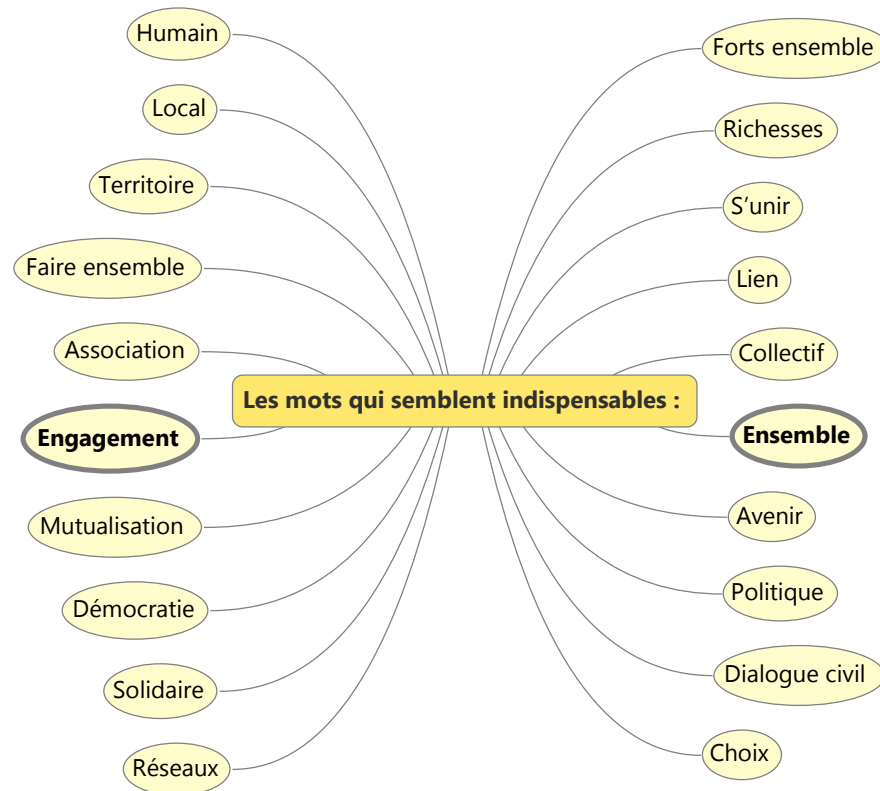 Humain
Local
Territoire
Faire ensemble
Association
Engagement
Mutualisation
Démocratie
Solidaire
Réseaux
Les mots qui semblent indispensables :
Forts ensemble
Richesses
S’unir
Lien
Collectif
Ensemble
Avenir
Politique
Dialogue civil
Choix